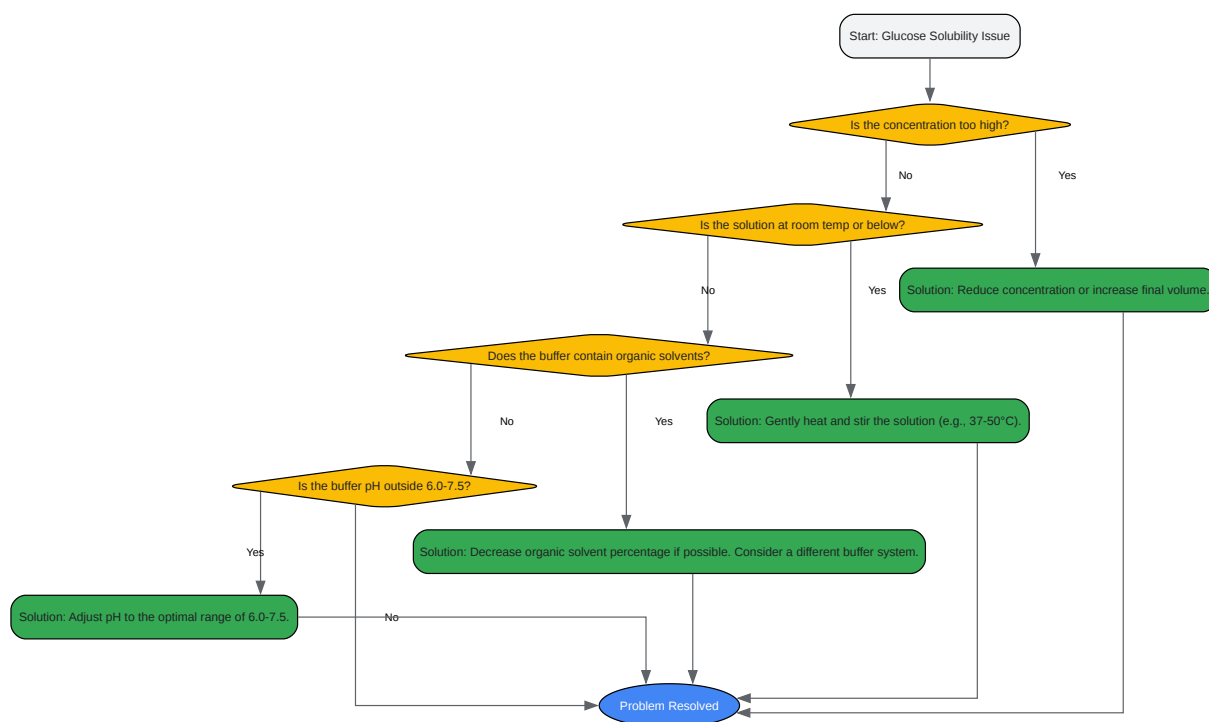 Start: Glucose Solubility Issue
Is the concentration too high?
No
Yes
Is the solution at room temp or below?
No
Yes
Solution: Reduce concentration or increase final volume.
Does the buffer contain organic solvents?
No
Yes
Solution: Gently heat and stir the solution (e.g., 37-50°C).
Is the buffer pH outside 6.0-7.5?
Yes
Solution: Decrease organic solvent percentage if possible. Consider a different buffer system.
Solution: Adjust pH to the optimal range of 6.0-7.5.
No
Problem Resolved